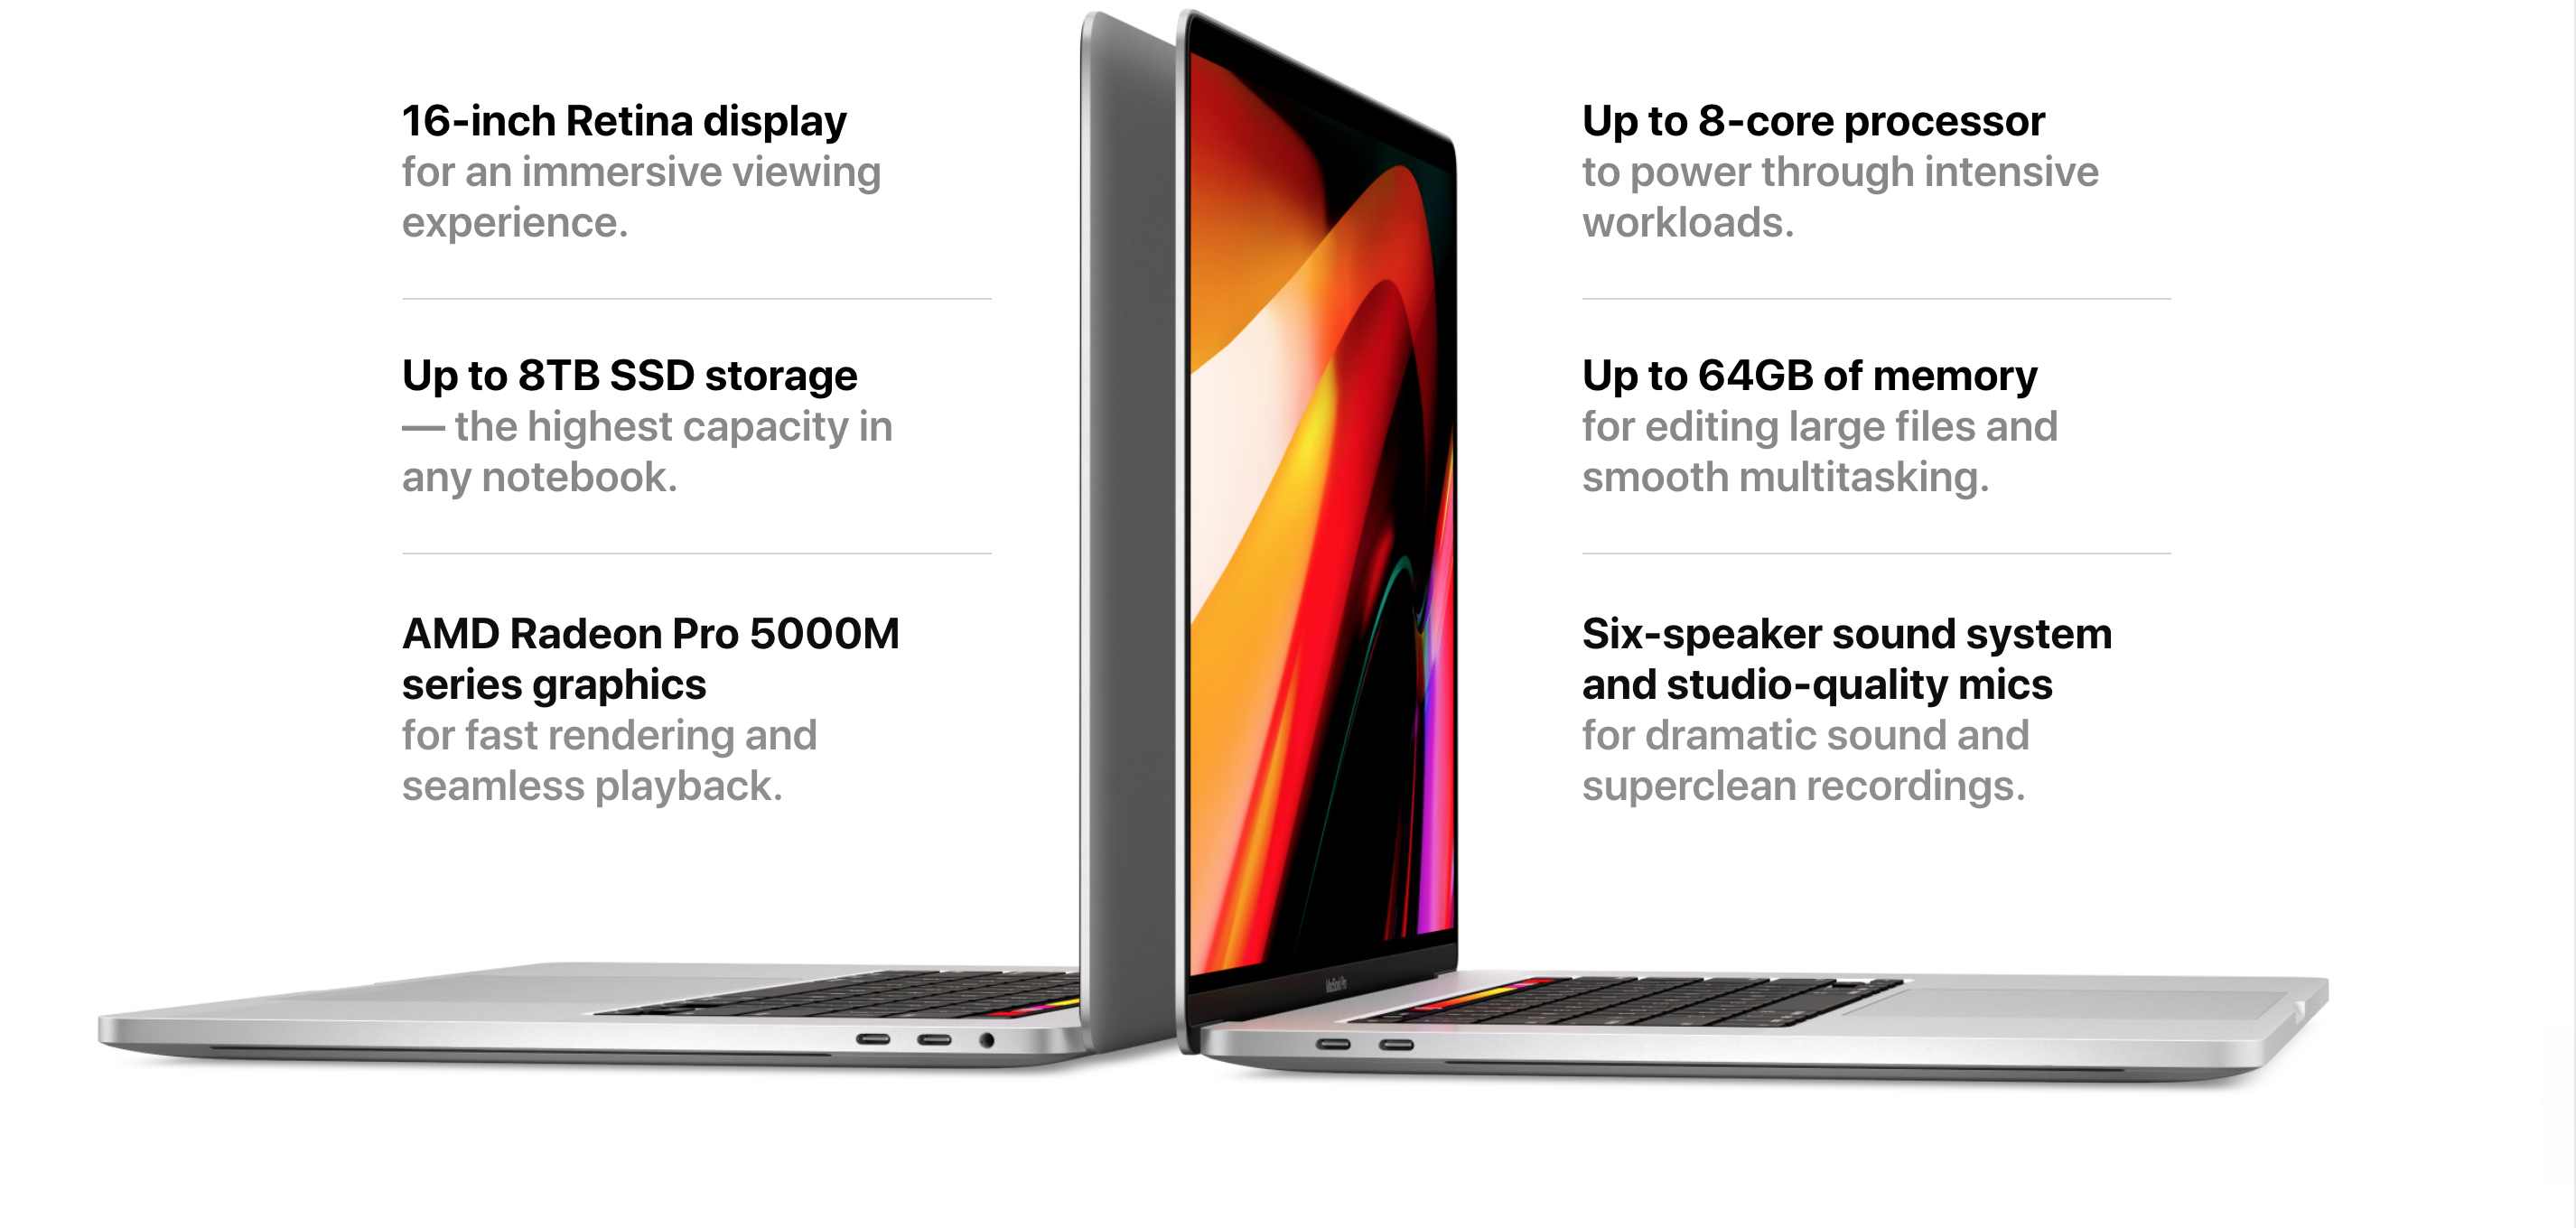 16-inch Retina display
for an immersive viewing
experience.
Up to 8TB SSD storage
— the highest capacity in
any notebook.
AMD Radeon Pro 5000M
series graphics
for fast rendering and
seamless playback.
Up to 8-core processor
to power through intensive
workloads.
Up to 64GB of memory
for editing large files and
smooth multitasking.
Six-speaker sound system
and studio-quality mics
for dramatic sound and
superclean recordings.
MacBook Pro